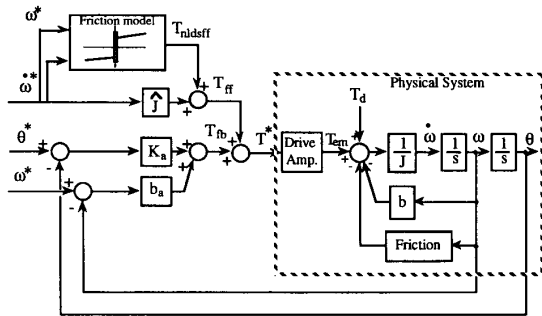 ω*
Friction model
T_nldsff
Physical System
ω̇*
Ĵ
+
+
T_ff
T_d
θ*
+
-
K_a
+
+
T_fb
+
+
T*
Drive
Amp.
T_em
+
+
-
-
1
J
ω̇
1
s
ω
1
s
θ
ω*
+
-
b_a
b
Friction